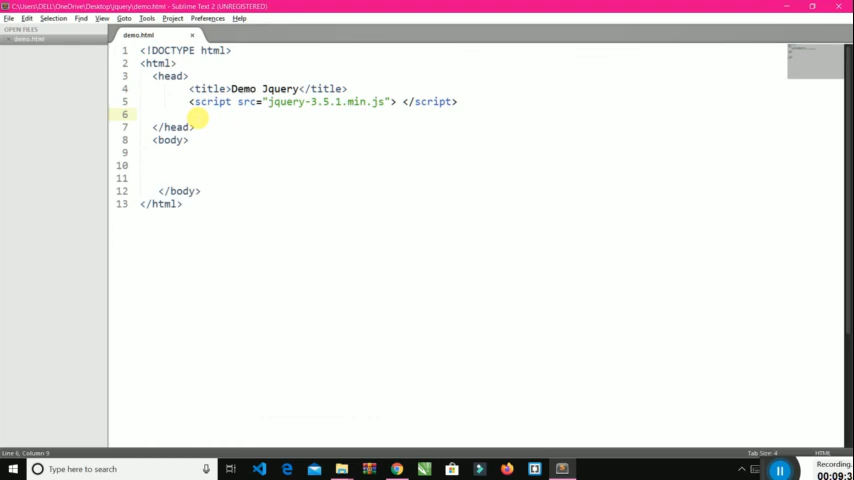 C:\Users\DELL\OneDrive\Desktop\jquery\demo.html - Sublime Text 2 (UNREGISTERED)
File Edit Selection Find View Goto Tools Project Preferences Help
OPEN FILES
demo.html
demo.html
1 <!DOCTYPE html>
2 <html>
3 <head>
4 <title>Demo Jquery</title>
5 <script src="jquery-3.5.1.min.js"> </script>
6
7 </head>
8 <body>
9
10
11
12 </body>
13 </html>
Line 6, Column 9 Tab Size: 4 HTML
Type here to search
Recording.
00:09:3